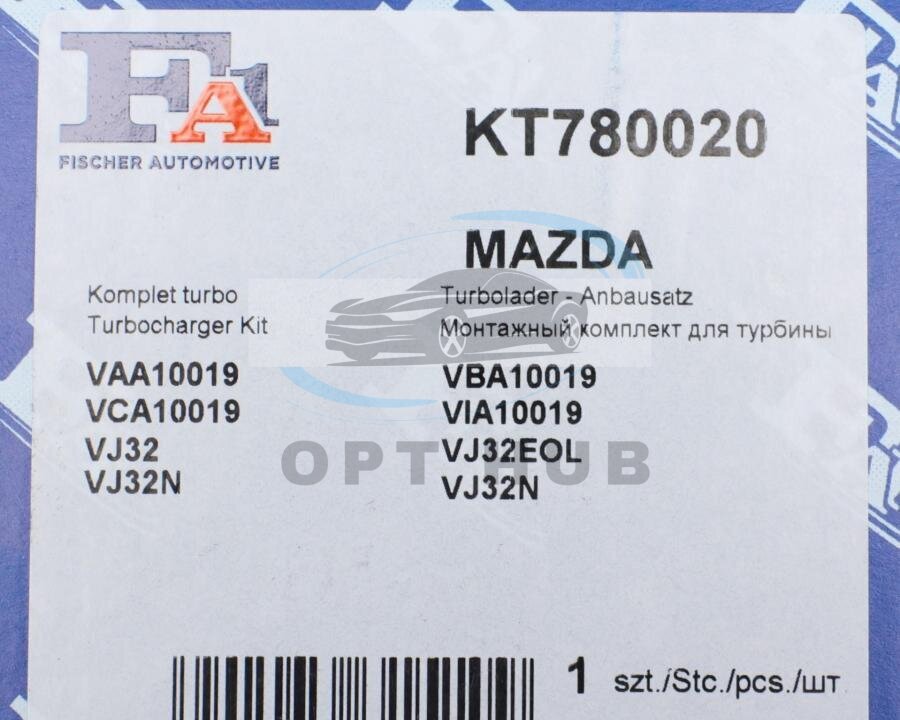 FA1
FISCHER AUTOMOTIVE
KT780020
MAZDA
Komplet turbo
Turbocharger Kit
Turbolader - Anbausatz
Монтажный комплект для турбины
VAA10019 VBA10019
VCA10019 VIA10019
VJ32 VJ32EOL
VJ32N VJ32N
OPT HUB
1 szt./Stc./pcs./шт